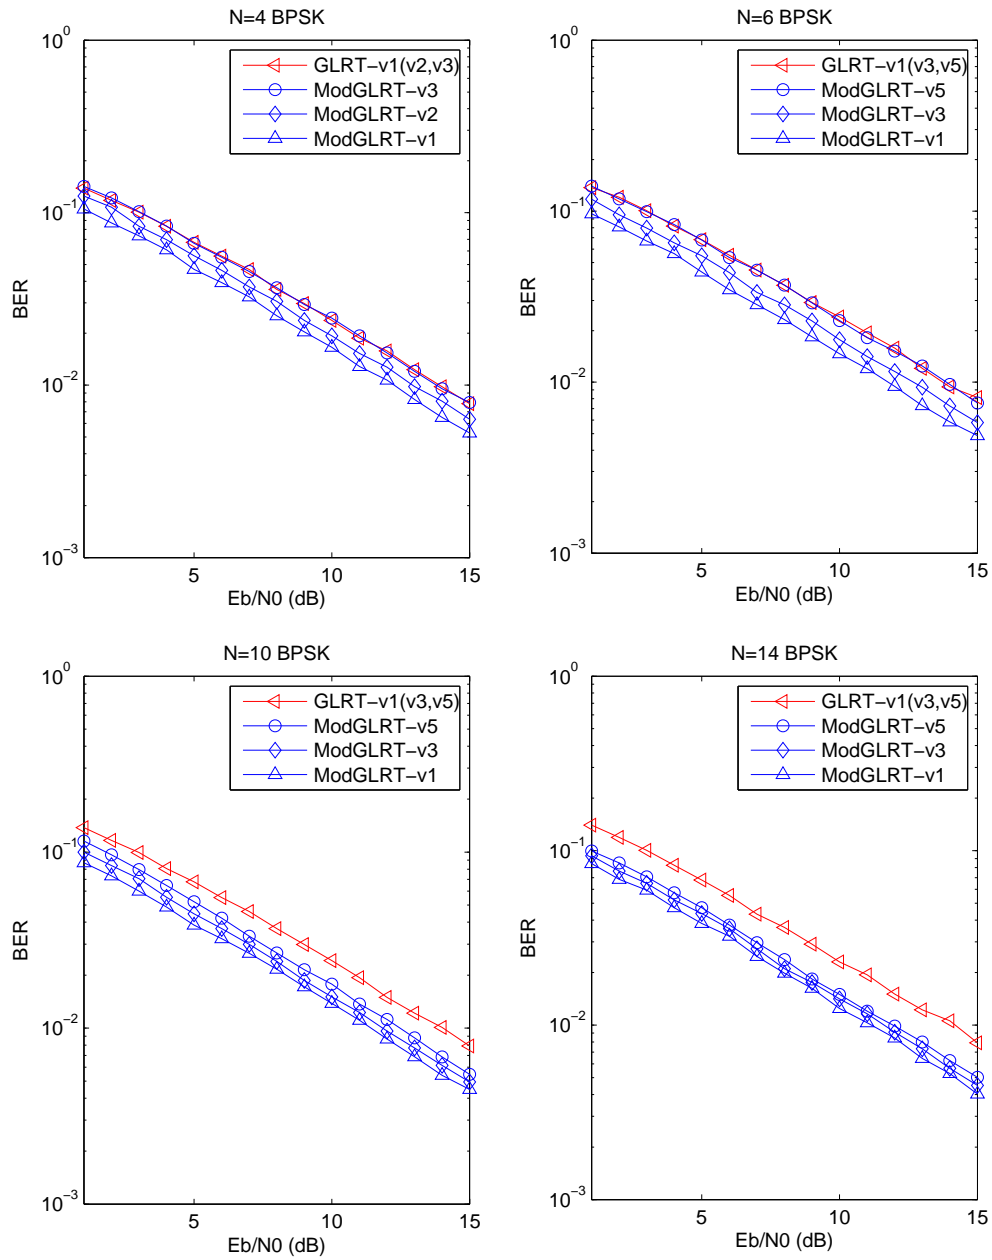 N=4 BPSK
10^0
10^-1
10^-2
10^-3
BER
GLRT-v1(v2,v3)
ModGLRT-v3
ModGLRT-v2
ModGLRT-v1
5 10 15
Eb/N0 (dB)
N=6 BPSK
10^0
10^-1
10^-2
10^-3
BER
GLRT-v1(v3,v5)
ModGLRT-v5
ModGLRT-v3
ModGLRT-v1
5 10 15
Eb/N0 (dB)
N=10 BPSK
10^0
10^-1
10^-2
10^-3
BER
GLRT-v1(v3,v5)
ModGLRT-v5
ModGLRT-v3
ModGLRT-v1
5 10 15
Eb/N0 (dB)
N=14 BPSK
10^0
10^-1
10^-2
10^-3
BER
GLRT-v1(v3,v5)
ModGLRT-v5
ModGLRT-v3
ModGLRT-v1
5 10 15
Eb/N0 (dB)